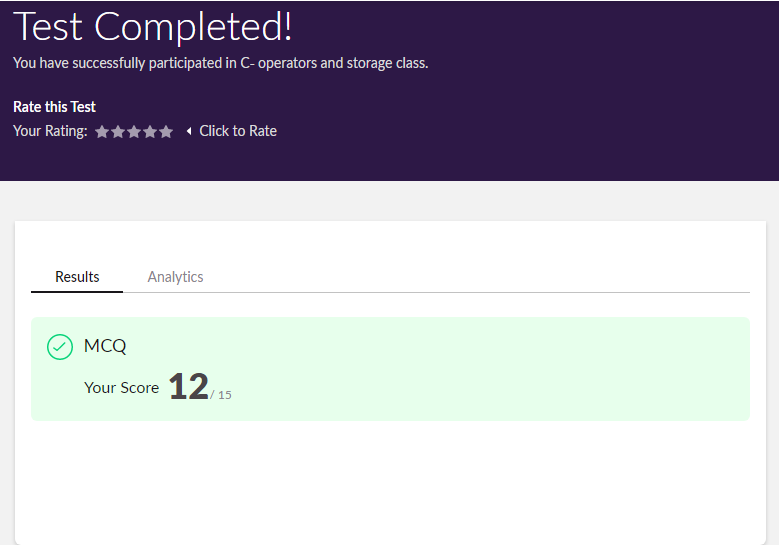 Test Completed!
You have successfully participated in C- operators and storage class.
Rate this Test
Your Rating: Click to Rate
Results Analytics
MCQ
Your Score 12 / 15